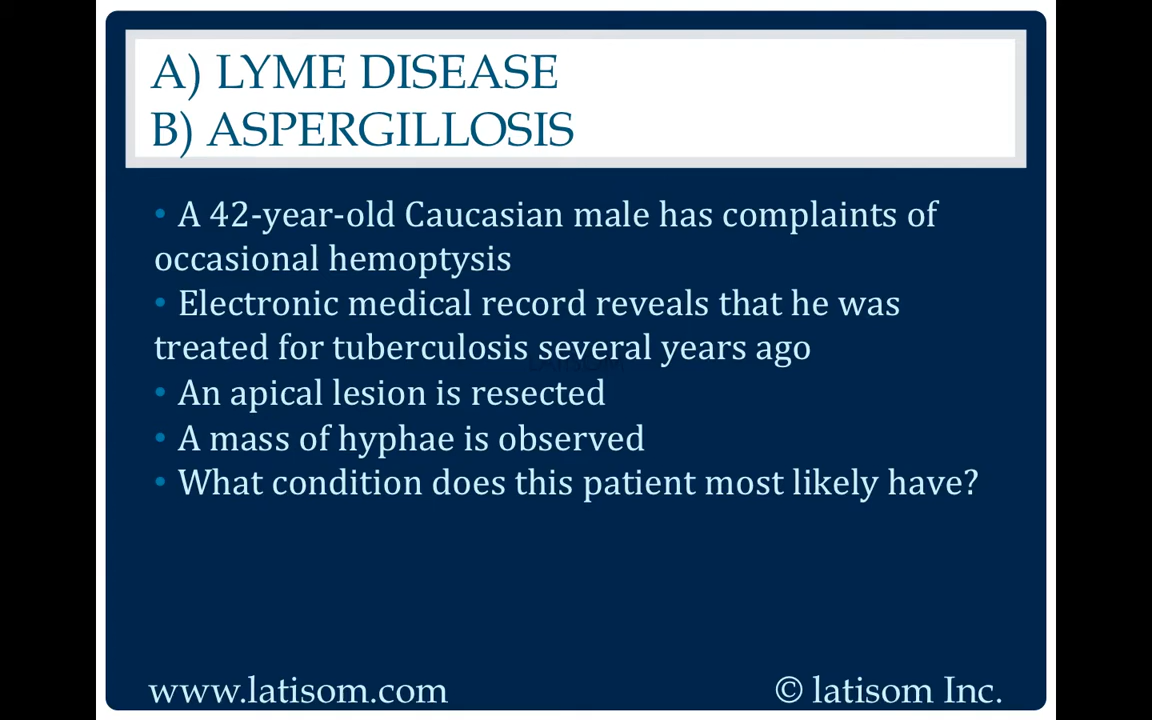 A) LYME DISEASE
B) ASPERGILLOSIS
• A 42-year-old Caucasian male has complaints of
occasional hemoptysis
• Electronic medical record reveals that he was
treated for tuberculosis several years ago
• An apical lesion is resected
• A mass of hyphae is observed
• What condition does this patient most likely have?
www.latisom.com
© latisom Inc.